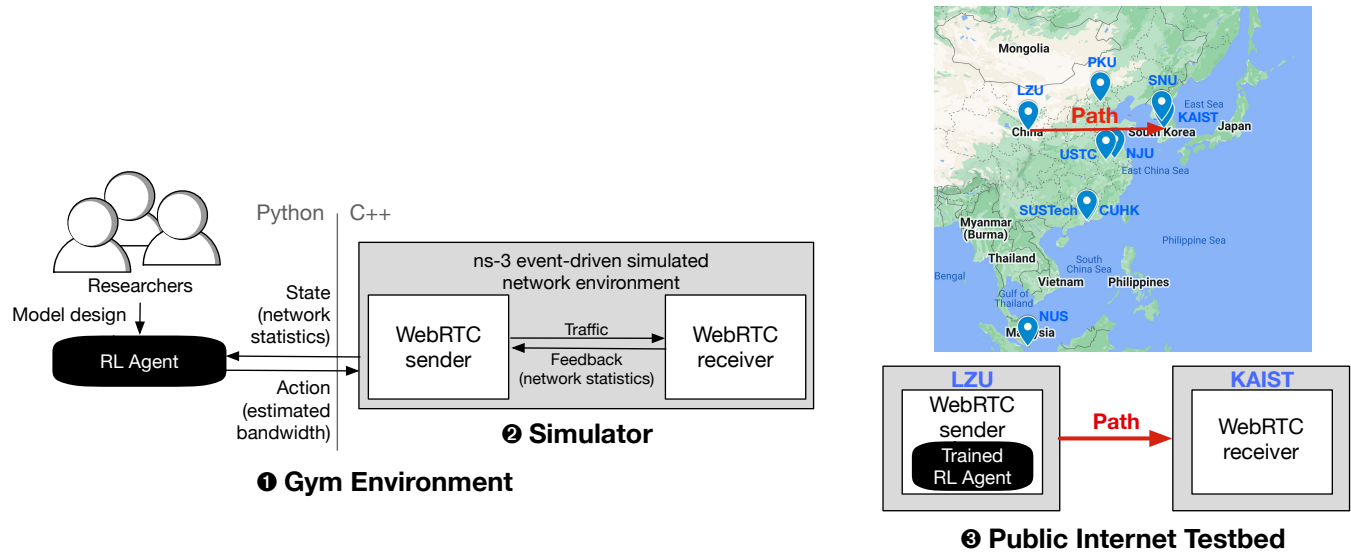 Researchers
Model design
RL Agent
Python
C++
State
(network
statistics)
Action
(estimated
bandwidth)
ns-3 event-driven simulated
network environment
WebRTC
sender
Traffic
Feedback
(network statistics)
WebRTC
receiver
❷ Simulator
❶ Gym Environment
Mongolia
PKU
LZU
SNU
East Sea
Path
KAIST
China
South Korea
Japan
USTC
NJU
East China Sea
SUSTech
CUHK
Myanmar
(Burma)
Philippine Sea
Thailand
Bengal
South
China Sea
Vietnam
Philippines
Gulf of
Thailand
NUS
LZU
WebRTC
sender
Trained
RL Agent
Path
KAIST
WebRTC
receiver
❸ Public Internet Testbed